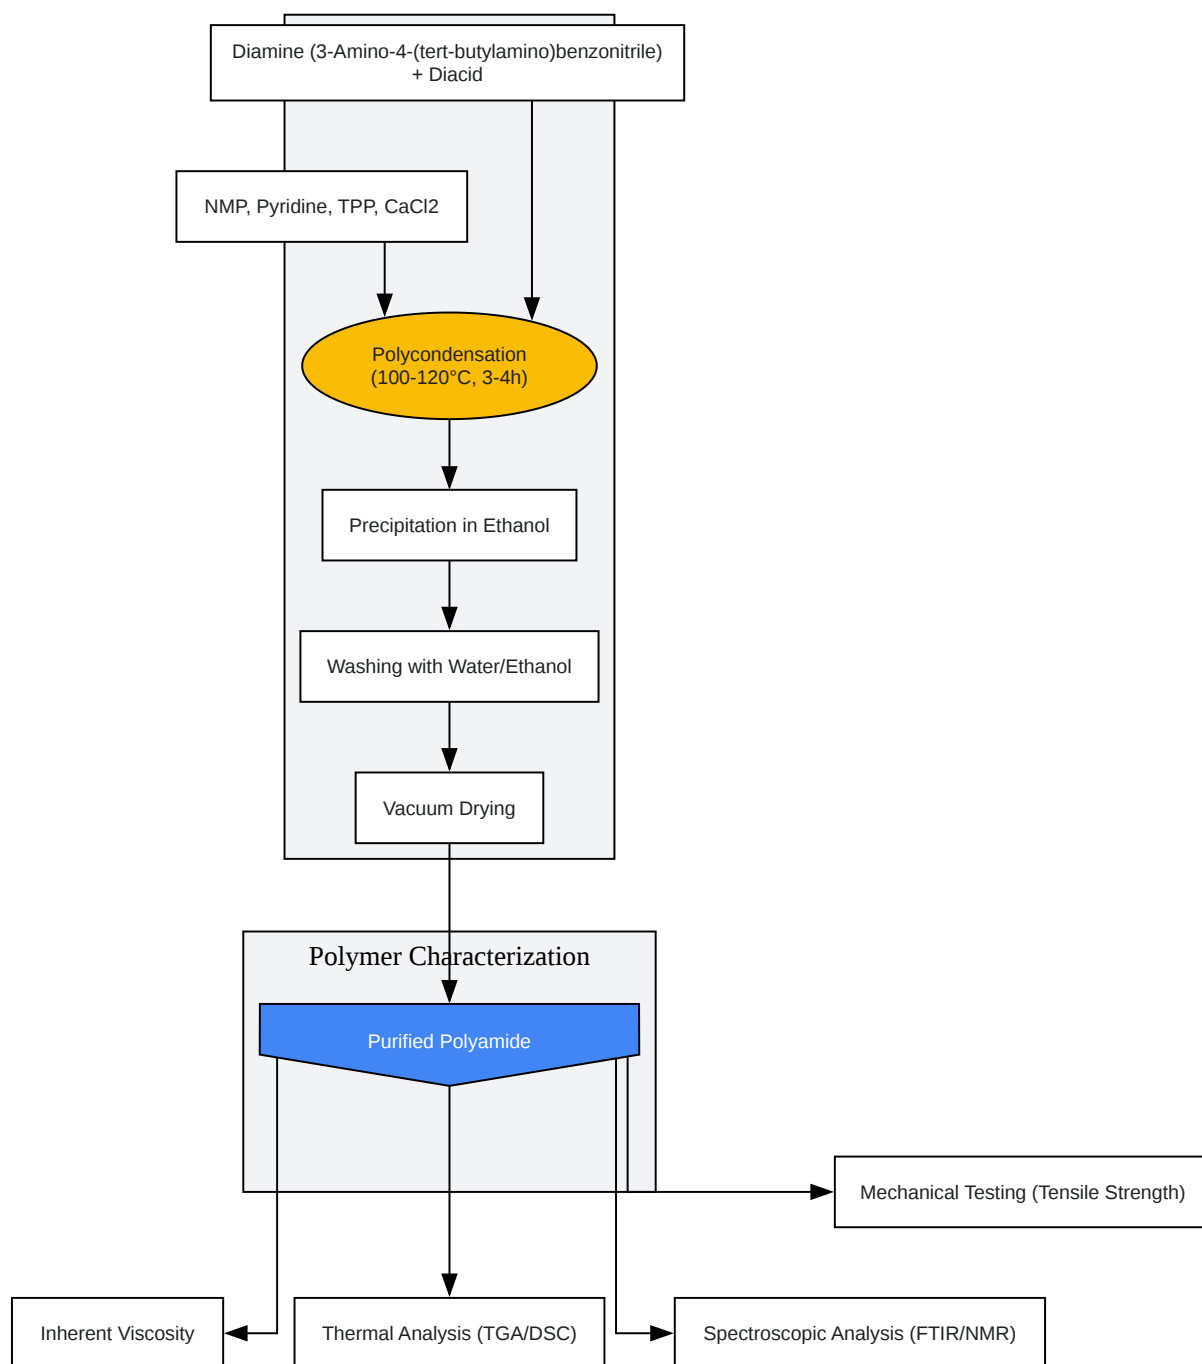 Diamine (3-Amino-4-(tert-butylamino)benzonitrile)
+ Diacid
NMP, Pyridine, TPP, CaCl2
Polycondensation
(100-120°C, 3-4h)
Precipitation in Ethanol
Washing with Water/Ethanol
Vacuum Drying
Polymer Characterization
Purified Polyamide
Mechanical Testing (Tensile Strength)
Inherent Viscosity
Thermal Analysis (TGA/DSC)
Spectroscopic Analysis (FTIR/NMR)